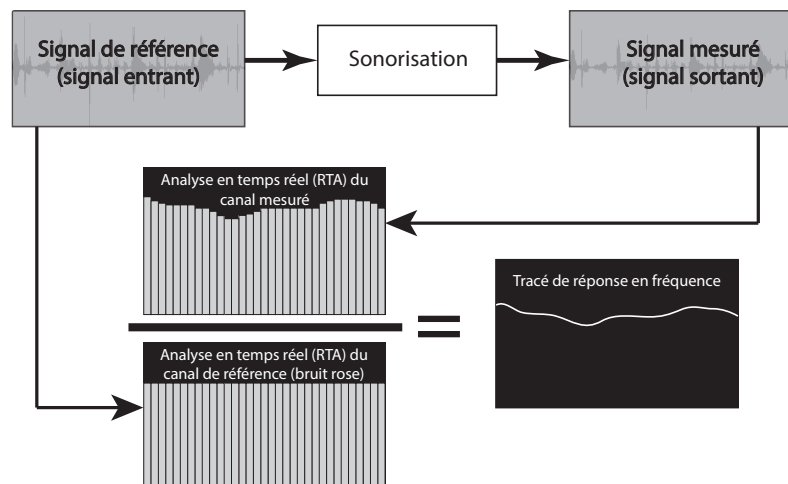 Signal de référence
(signal entrant)
Sonorisation
Signal mesuré
(signal sortant)
Analyse en temps réel (RTA) du
canal mesuré
Tracé de réponse en fréquence
Analyse en temps réel (RTA) du
canal de référence (bruit rose)